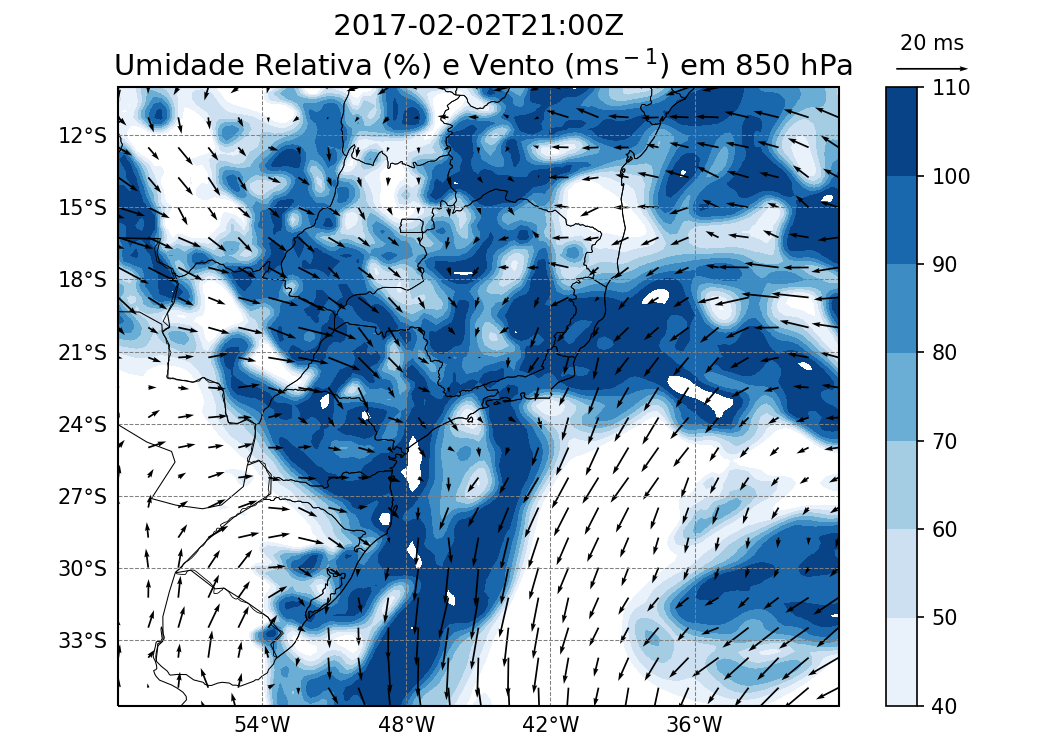 2017-02-02T21:00Z
Umidade Relativa (%) e Vento (ms⁻¹) em 850 hPa
20 ms
110
100
90
80
70
60
50
40
12°S
15°S
18°S
21°S
24°S
27°S
30°S
33°S
54°W
48°W
42°W
36°W